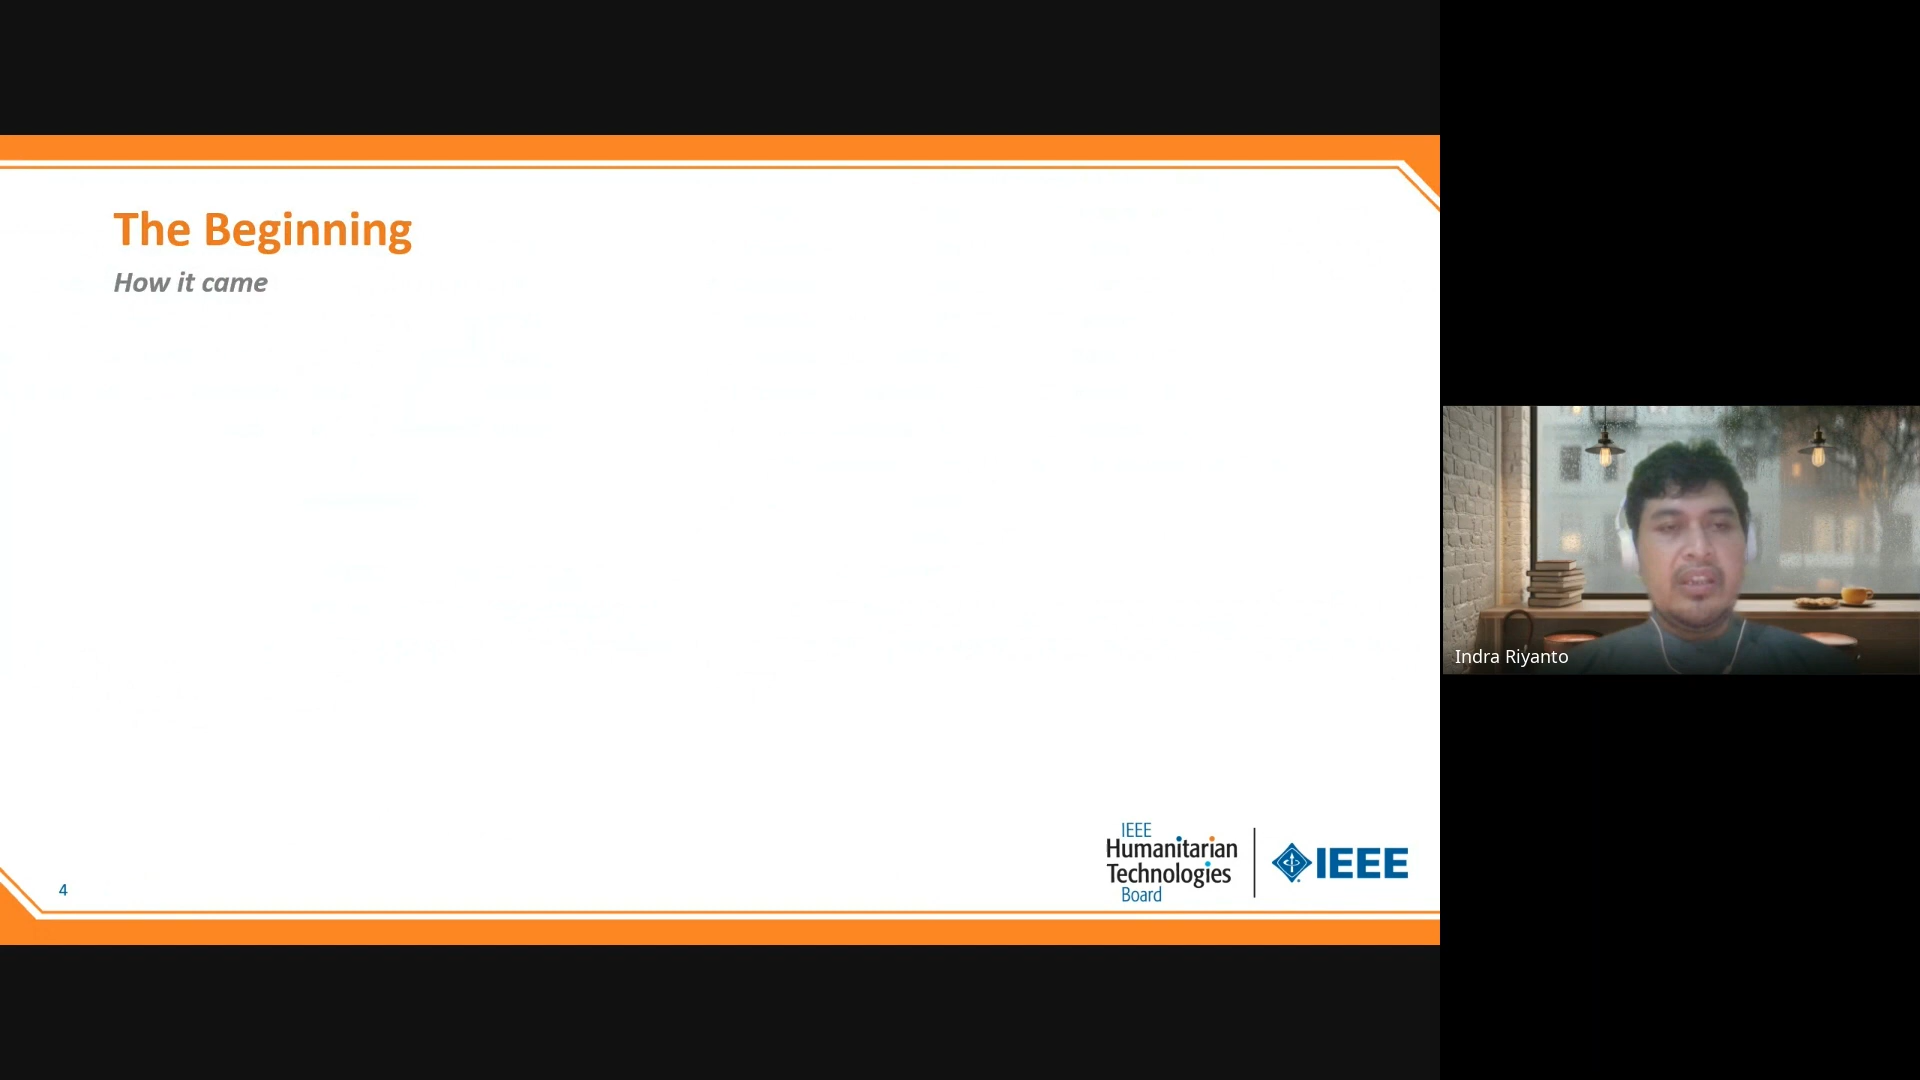 The Beginning
How it came
IEEE
Humanitarian
Technologies
Board
IEEE
4
Indra Riyanto